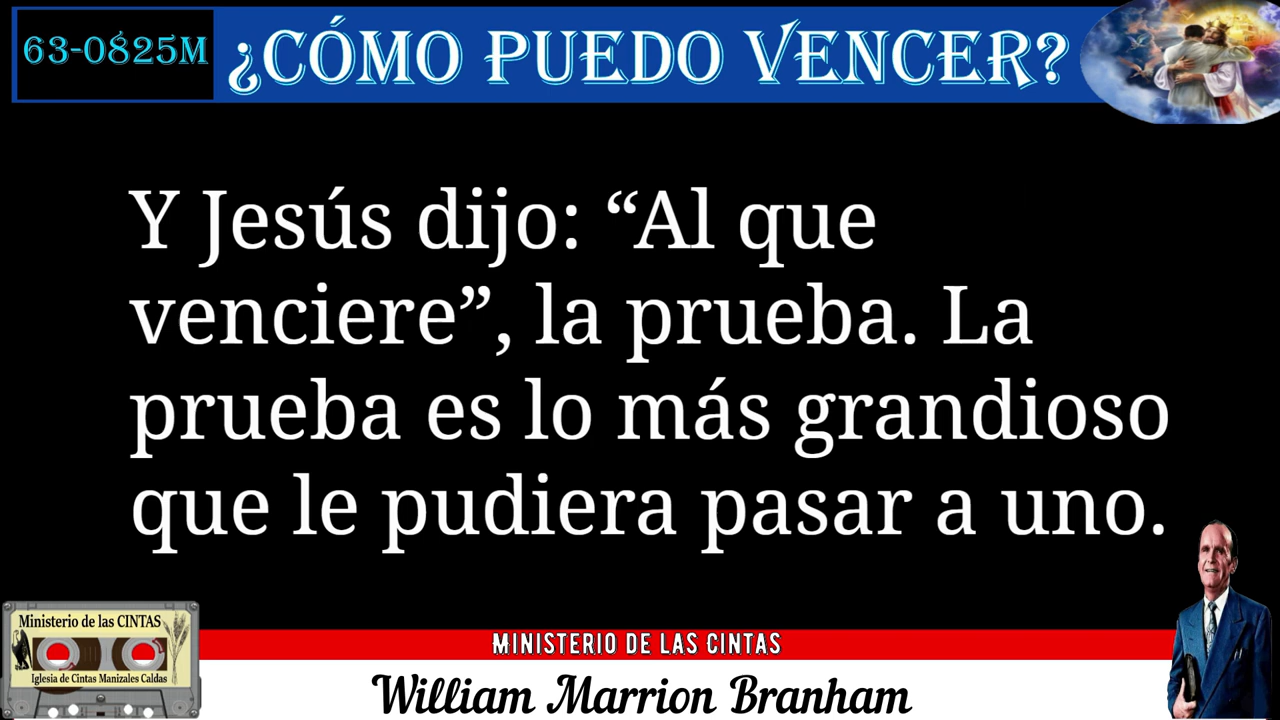 63-0825M
¿CÓMO PUEDO VENCER?
Y Jesús dijo: “Al que
venciere”, la prueba. La
prueba es lo más grandioso
que le pudiera pasar a uno.
Ministerio de las CINTAS
Iglesia de Cintas Manizales Caldas
MINISTERIO DE LAS CINTAS
William Marrion Branham